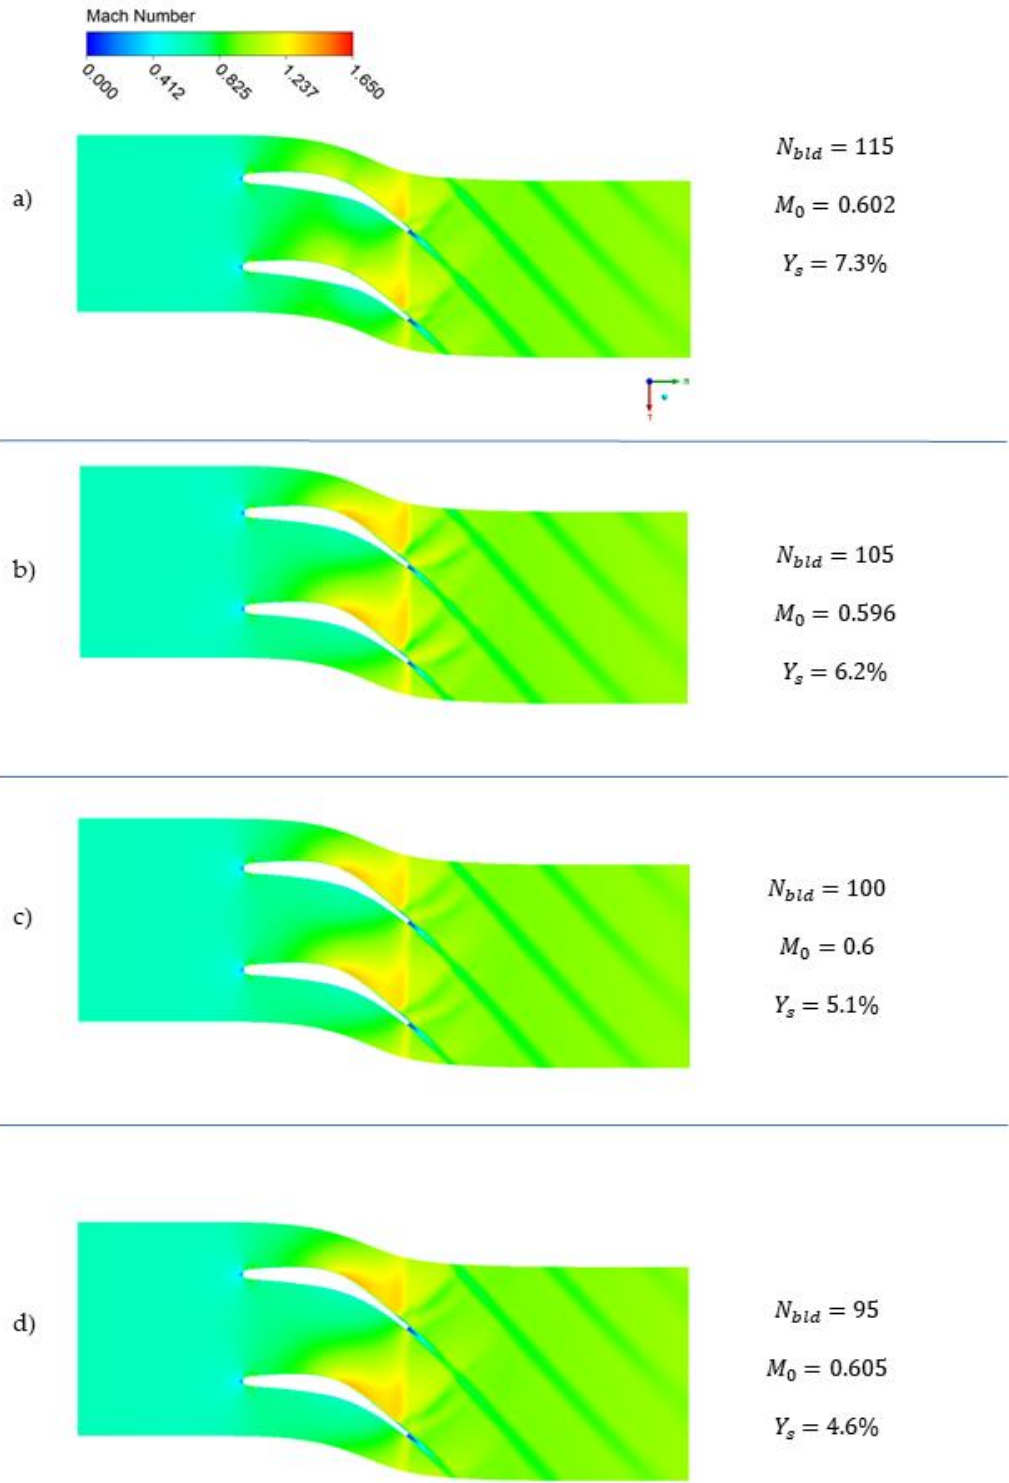 Mach Number
0.000
0.412
0.825
1.237
1.650
a)
N_bld = 115
M_0 = 0.602
Y_s = 7.3%
T
b)
N_bld = 105
M_0 = 0.596
Y_s = 6.2%
c)
N_bld = 100
M_0 = 0.6
Y_s = 5.1%
d)
N_bld = 95
M_0 = 0.605
Y_s = 4.6%